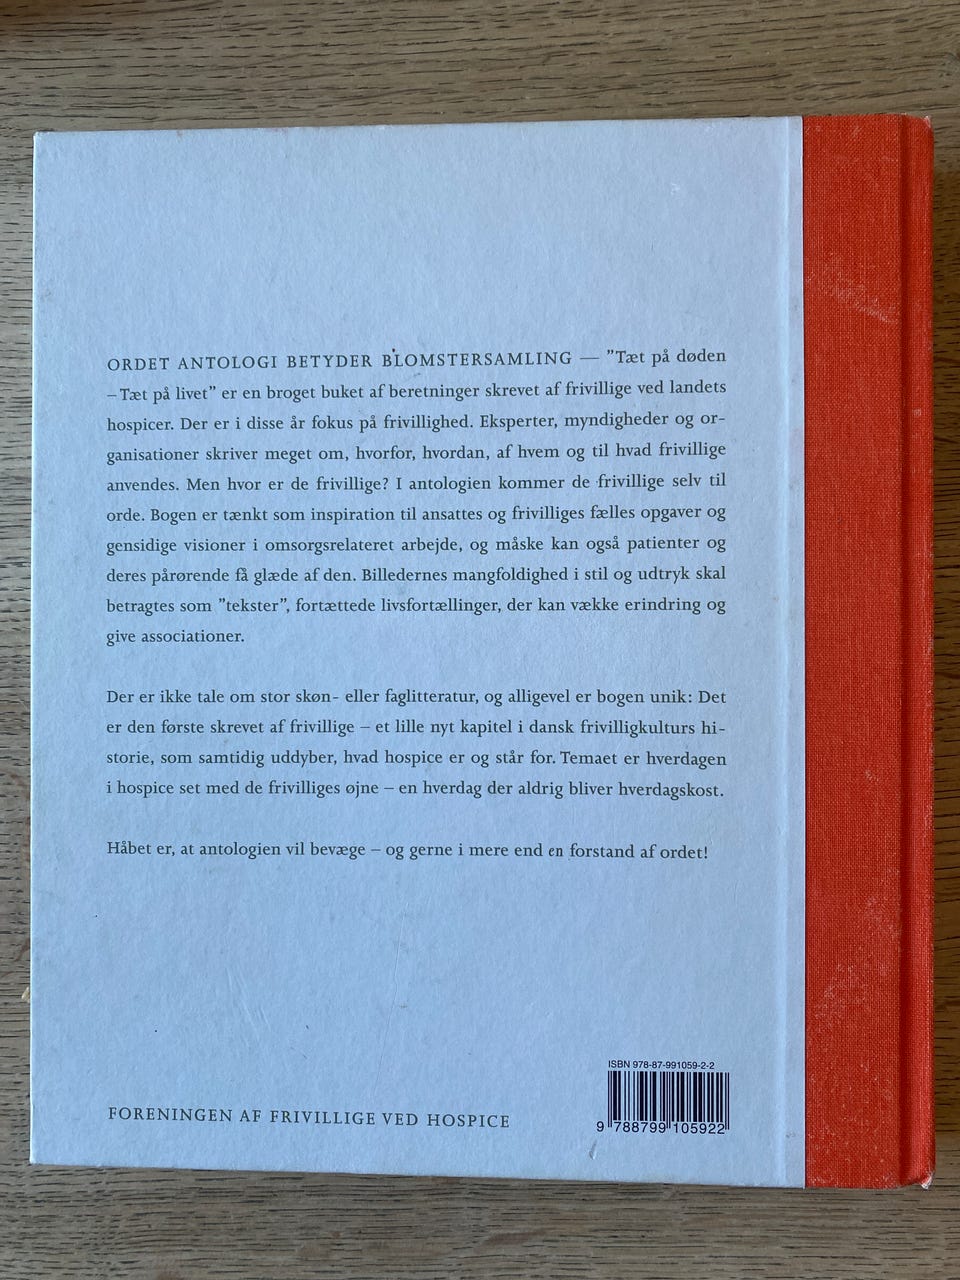 ORDET ANTOLOGI BETYDER BLOMSTERSAMLING — ”Tæt på døden
– Tæt på livet” er en broget buket af beretninger skrevet af frivillige ved landets
hospicer. Der er i disse år fokus på frivillighed. Eksperter, myndigheder og or-
ganisationer skriver meget om, hvorfor, hvordan, af hvem og til hvad frivillige
anvendes. Men hvor er de frivillige? I antologien kommer de frivillige selv til
orde. Bogen er tænkt som inspiration til ansattes og frivilliges fælles opgaver og
gensidige visioner i omsorgsrelateret arbejde, og måske kan også patienter og
deres pårørende få glæde af den. Billedernes mangfoldighed i stil og udtryk skal
betragtes som ”tekster”, fortættede livsfortællinger, der kan vække erindring og
give associationer.
Der er ikke tale om stor skøn- eller faglitteratur, og alligevel er bogen unik: Det
er den første skrevet af frivillige – et lille nyt kapitel i dansk frivilligkulturs hi-
storie, som samtidig uddyber, hvad hospice er og står for. Temaet er hverdagen
i hospice set med de frivilliges øjne – en hverdag der aldrig bliver hverdagskost.
Håbet er, at antologien vil bevæge – og gerne i mere end en forstand af ordet!
ISBN 978-87-991059-2-2
9 788799 105922
FORENINGEN AF FRIVILLIGE VED HOSPICE